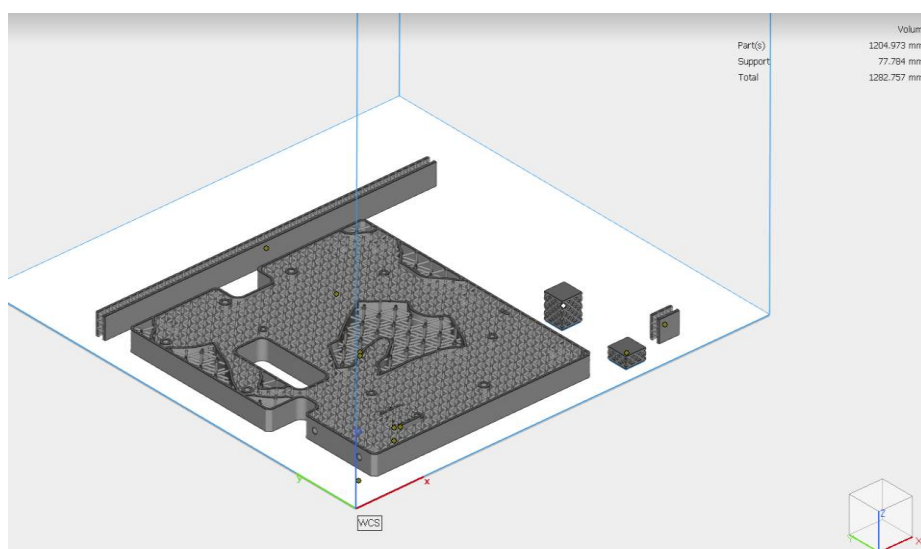 Volum
Part(s) 1204.973 mm
Support 77.784 mm
Total 1282.757 mm
y
x
WCS
Z
Y
X